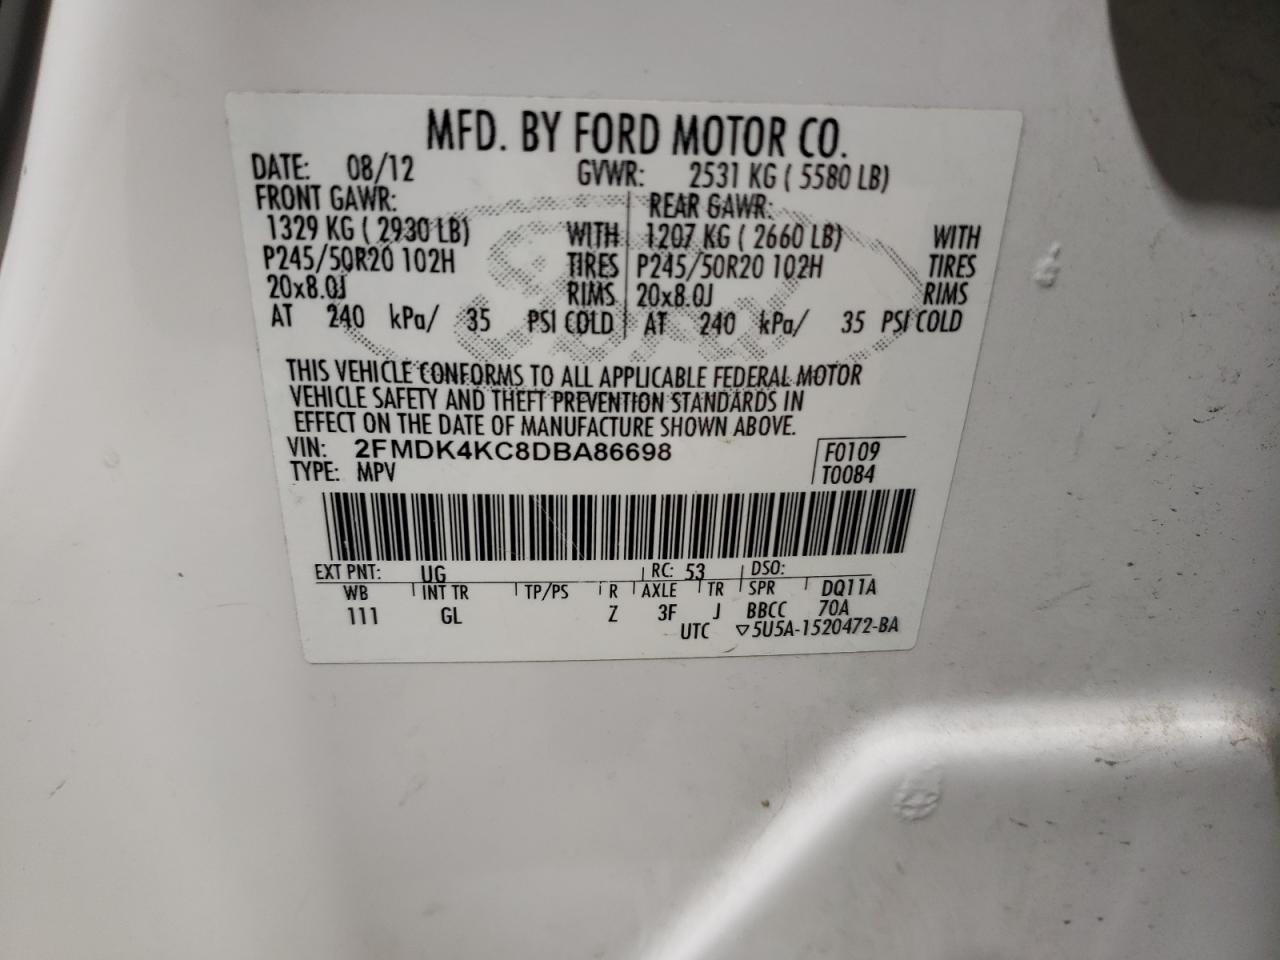 MFD. BY FORD MOTOR CO.
DATE: 08/12 GVWR: 2531 KG ( 5580 LB)
FRONT GAWR: REAR GAWR:
1329 KG ( 2930 LB) WITH 1207 KG ( 2660 LB) WITH
P245/50R20 102H TIRES P245/50R20 102H TIRES
20x8.0J RIMS 20x8.0J RIMS
AT 240 kPa/ 35 PSI COLD AT 240 kPa/ 35 PSI COLD
Ford
THIS VEHICLE CONFORMS TO ALL APPLICABLE FEDERAL MOTOR
VEHICLE SAFETY AND THEFT PREVENTION STANDARDS IN
EFFECT ON THE DATE OF MANUFACTURE SHOWN ABOVE.
VIN: 2FMDK4KC8DBA86698 F0109
TYPE: MPV T0084
EXT PNT: UG RC: 53 DSO:
WB INT TR TP/PS R AXLE TR SPR DQ11A
111 GL Z 3F J BBCC 70A
UTC ▽5U5A-1520472-BA